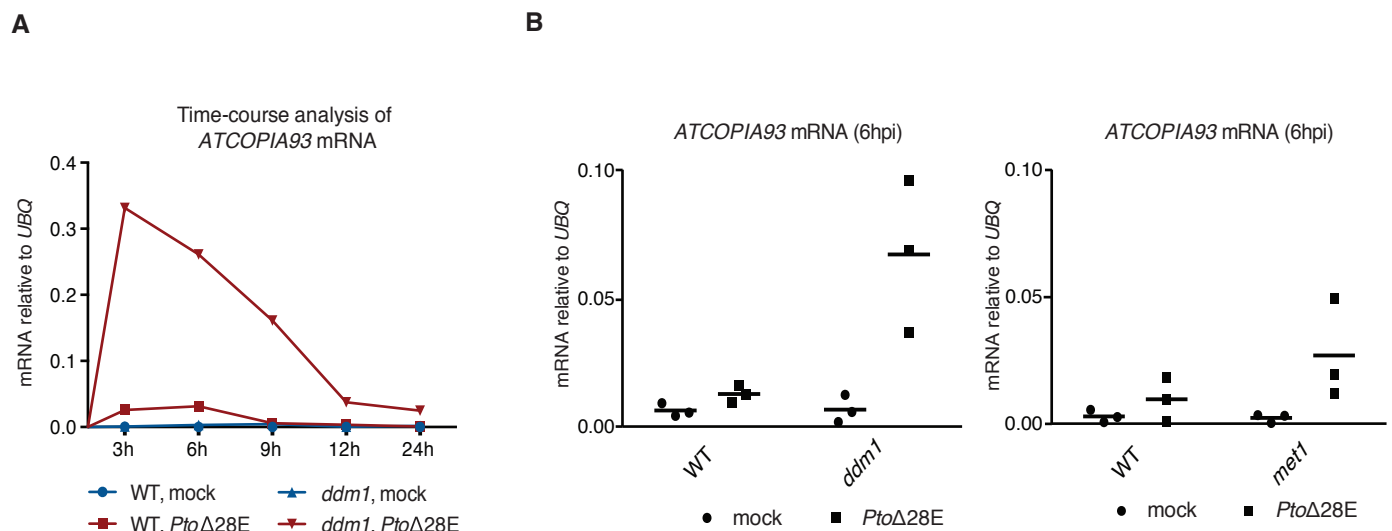 A
Time-course analysis of
ATCOPIA93 mRNA
mRNA relative to UBQ
0.4
0.3
0.2
0.1
0.0
3h 6h 9h 12h 24h
WT, mock
ddm1, mock
WT, PtoΔ28E
ddm1, PtoΔ28E
B
ATCOPIA93 mRNA (6hpi)
mRNA relative to UBQ
0.10
0.05
0.00
WT
ddm1
mock
PtoΔ28E
ATCOPIA93 mRNA (6hpi)
mRNA relative to UBQ
0.10
0.05
0.00
WT
met1
mock
PtoΔ28E